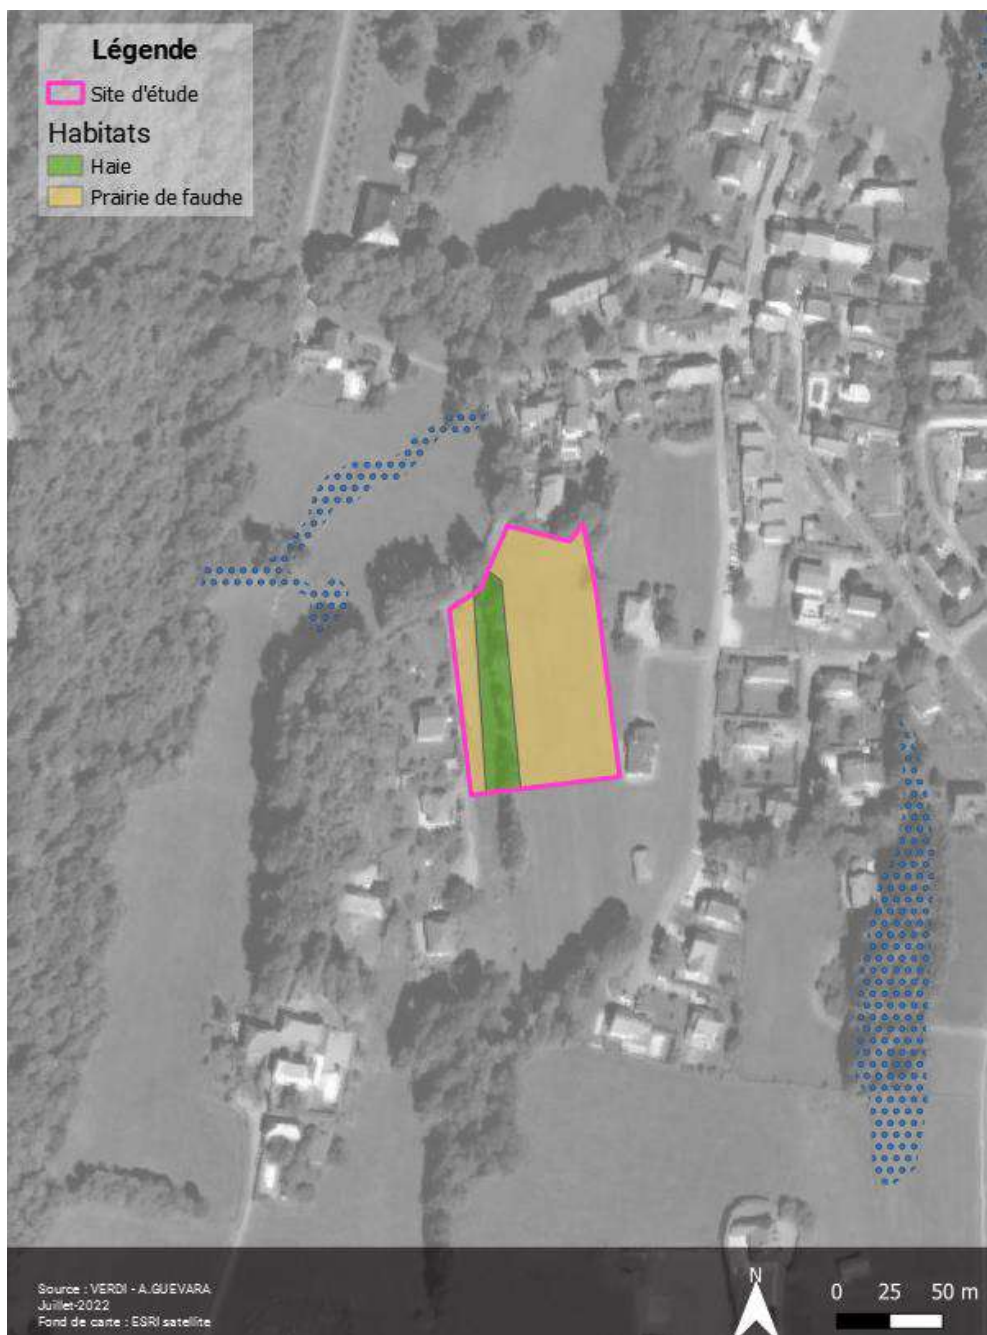 Légende
Site d'étude
Habitats
Haie
Prairie de fauche
Source : VERDI - A.GUEVARA
Juillet-2022
Fond de carte : ESRI satellite
N
0 25 50 m